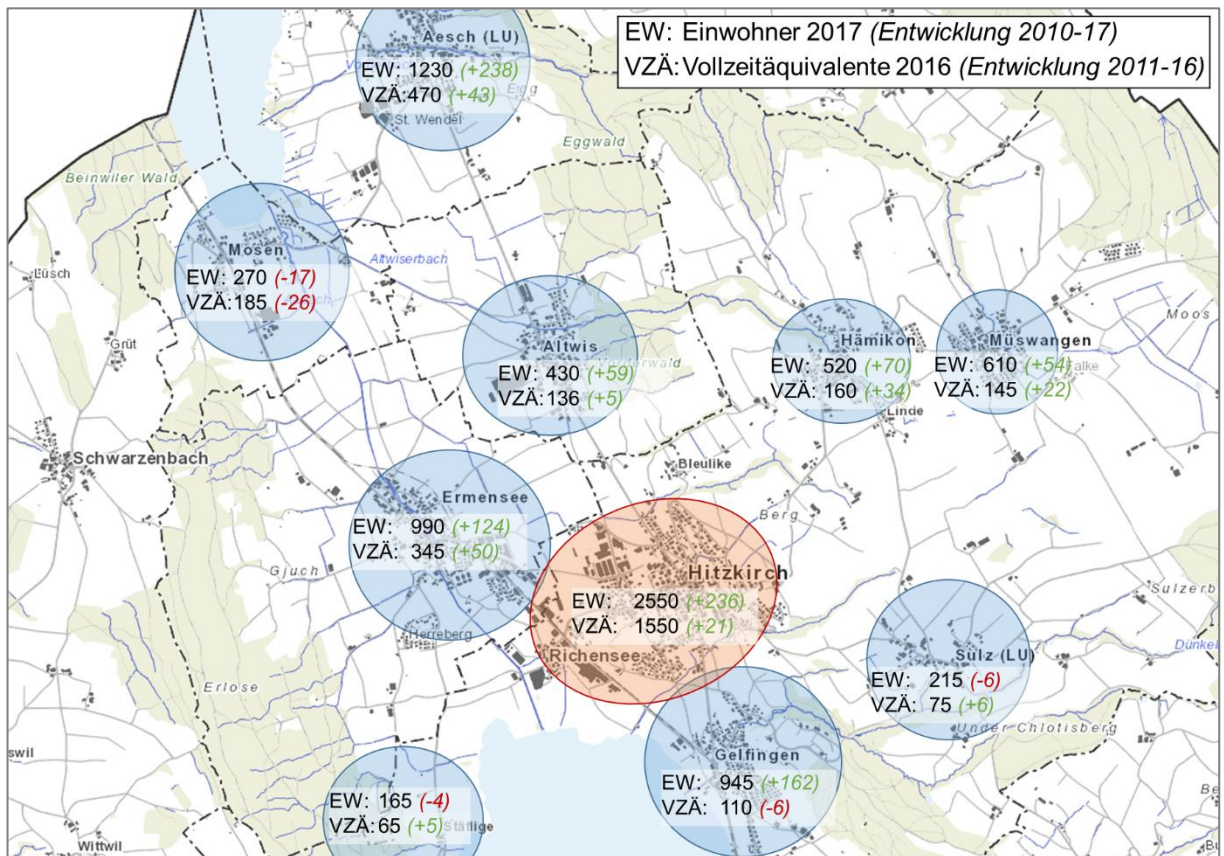 EW: Einwohner 2017 (Entwicklung 2010-17)
VZÄ: Vollzeitäquivalente 2016 (Entwicklung 2011-16)
Aesch (LU)
EW: 1230 (+238)
VZÄ: 470 (+43)
Egg
St. Wendel
Eggwald
Beinwiler Wald
Mosen
EW: 270 (-17)
VZÄ: 185 (-26)
Altwiserbach
Lüsch
Grüt
Moos
Altwis
EW: 430 (+59)
VZÄ: 136 (+5)
Hämikon
EW: 520 (+70)
VZÄ: 160 (+34)
Linde
Müswangen
EW: 610 (+54)
VZÄ: 145 (+22)
Schwarzenbach
Bleulike
Berg
Ermensee
EW: 990 (+124)
VZÄ: 345 (+50)
Gjuch
Herreberg
Hitzkirch
EW: 2550 (+236)
VZÄ: 1550 (+21)
Richensee
Sulz (LU)
EW: 215 (-6)
VZÄ: 75 (+6)
Under Chlotisberg
Erlose
Gelfingen
EW: 945 (+162)
VZÄ: 110 (-6)
EW: 165 (-4)
VZÄ: 65 (+5)
Stäflige
Wittwil